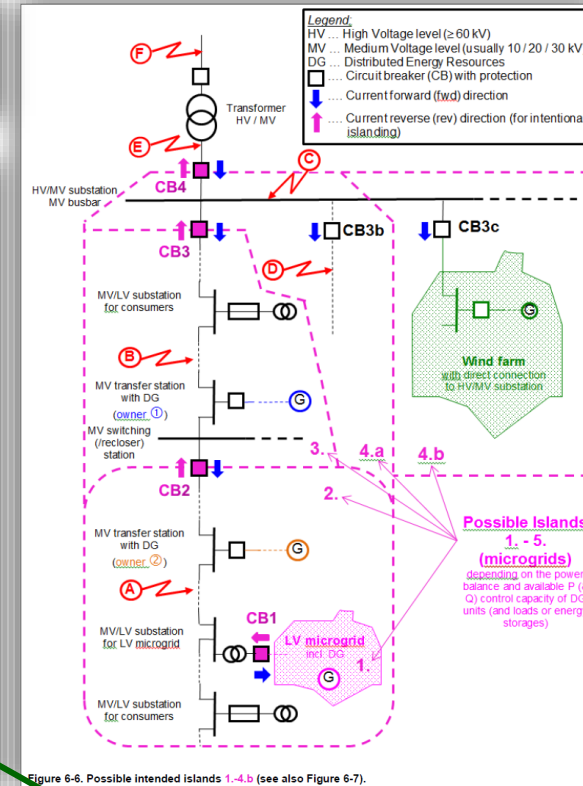 Legend:
HV ... High Voltage level (≥ 60 kV)
MV ... Medium Voltage level (usually 10 / 20 / 30 kV
DG ... Distributed Energy Resources
.... Circuit breaker (CB) with protection
.... Current forward (fwd) direction
.... Current reverse (rev) direction (for intentiona
islanding)
F
Transformer
HV / MV
E
C
CB4
HV/MV substation
MV busbar
CB3
CB3b
CB3c
D
MV/LV substation
for consumers
G
Wind farm
with direct connection
to HV/MV substation
B
MV transfer station
with DG
(owner ①)
G
MV switching
(/recloser)
station
3.
4.a
4.b
CB2
2.
Possible Islands
1. - 5.
(microgrids)
depending on the power
balance and available P (
Q) control capacity of DG
units (and loads or energy
storages)
MV transfer station
with DG
(owner ②)
G
A
CB1
MV/LV substation
for LV microgrid
LV microgrid
incl. DG
1.
G
MV/LV substation
for consumers
Figure 6-6. Possible intended islands 1.-4.b (see also Figure 6-7).